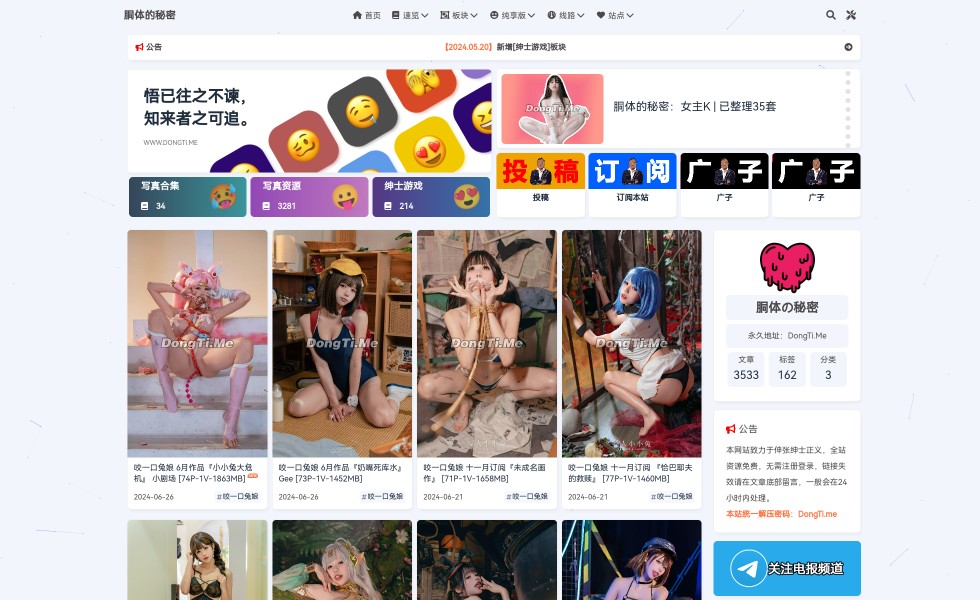 胴体的秘密
首页 速览 板块 纯享版 线路 站点
公告
【2024.05.20】新增[绅士游戏]板块
悟已往之不谏，
知来者之可追。
WWW.DONGTI.ME
DongTi.Me
胴体的秘密：女主K | 已整理35套
写真合集
34
写真资源
3281
绅士游戏
214
投稿
投稿
订阅
订阅本站
广子
广子
广子
广子
DongTi.Me
DongTi.Me
DongTi.Me
DongTi.Me
咬一口兔娘 6月作品『小小兔大危
机』 小剧场 [74P-1V-1863MB]
2024-06-26
#咬一口兔娘
咬一口兔娘 6月作品『奶嘴死库水』
Gee [73P-1V-1452MB]
2024-06-26
#咬一口兔娘
咬一口兔娘 十一月订阅『未成名画
作』 [71P-1V-1658MB]
2024-06-21
#咬一口兔娘
咬一口兔娘 十一月订阅 『恰巴耶夫
的救赎』 [77P-1V-1460MB]
2024-06-21
#咬一口兔娘
胴体の秘密
永久地址：DongTi.Me
文章
3533
标签
162
分类
3
公告
本网站致力于伸张绅士正义，全站
资源免费，无需注册登录，链接失
效请在文章底部留言，一般会在24
小时内处理。
本站统一解压密码：DongTi.me
关注电报频道